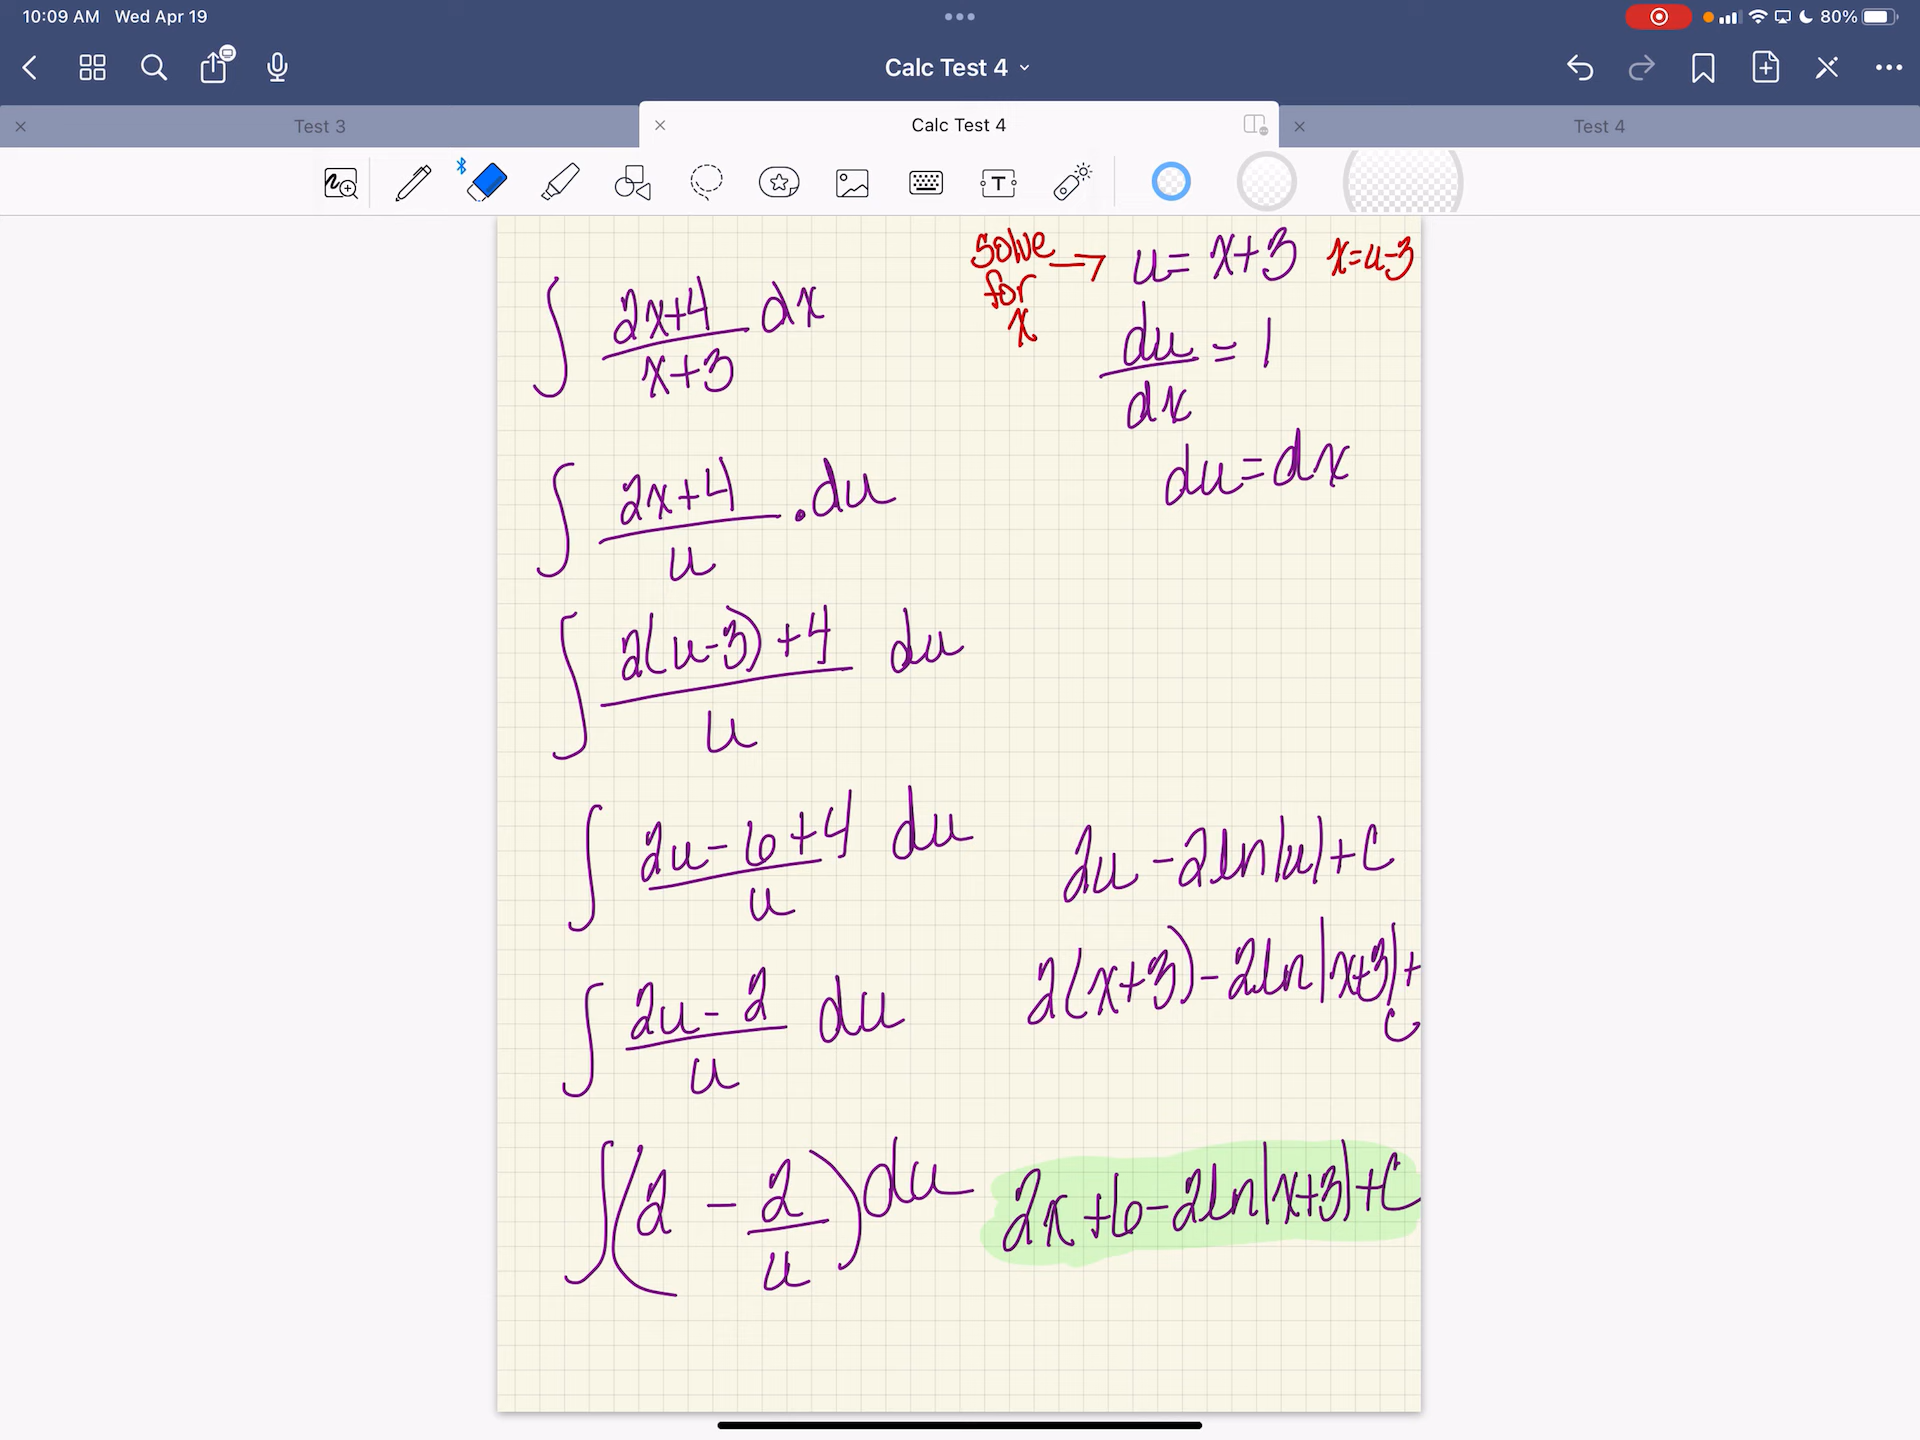 10:09 AM Wed Apr 19
80%
Calc Test 4
Test 3
Calc Test 4
Test 4
∫ (2x+4)/(x+3) dx
solve for x → u = x+3 x=u-3
du/dx = 1
du = dx
∫ (2x+4)/u · du
∫ (2(u-3)+4)/u du
∫ (2u-6+4)/u du
∫ (2u-2)/u du
∫ (2 - 2/u) du
2u - 2ln|u| + C
2(x+3) - 2ln|x+3| + C
2x+6-2ln|x+3|+C